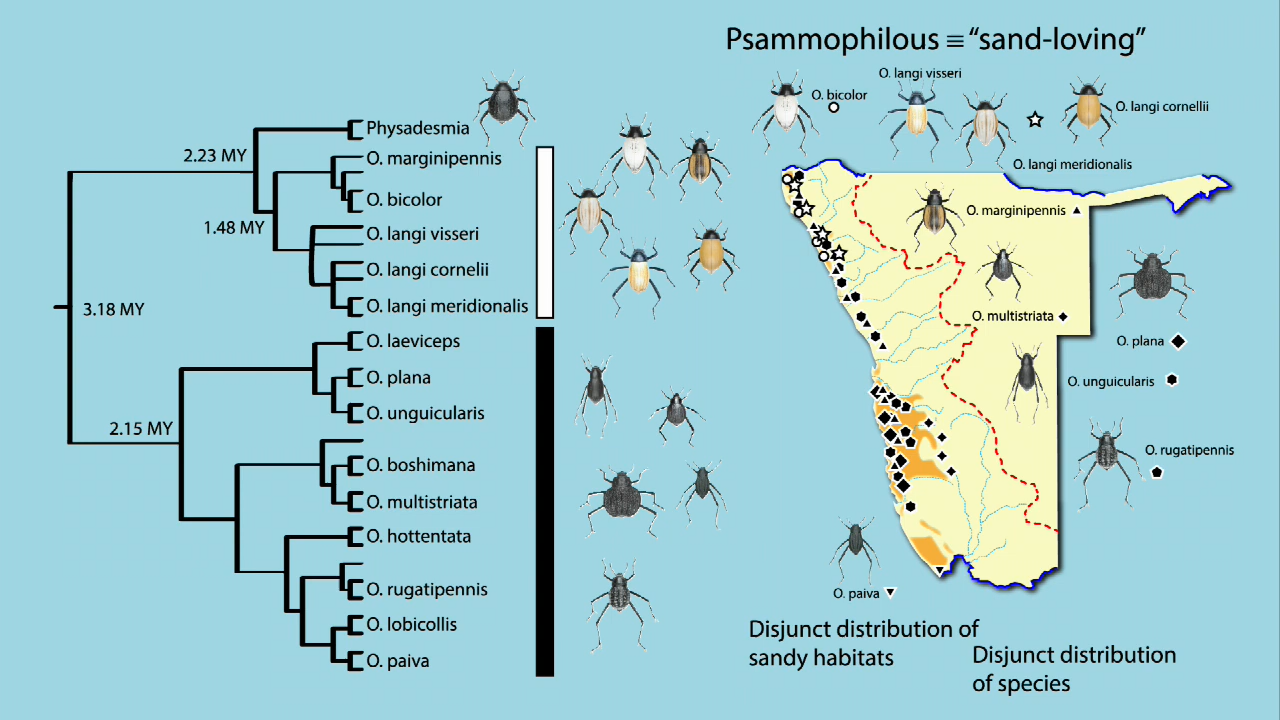 Psammophilous ≡ “sand-loving”
Physadesmia
2.23 MY
O. marginipennis
O. bicolor
1.48 MY
O. langi visseri
O. langi cornelii
O. langi meridionalis
3.18 MY
O. laeviceps
O. plana
O. unguicularis
2.15 MY
O. boshimana
O. multistriata
O. hottentata
O. rugatipennis
O. lobicollis
O. paiva
O. langi visseri
O. bicolor
O. langi cornellii
O. langi meridionalis
O. marginipennis
O. multistriata
O. plana
O. unguicularis
O. rugatipennis
O. paiva
Disjunct distribution of
sandy habitats
Disjunct distribution
of species